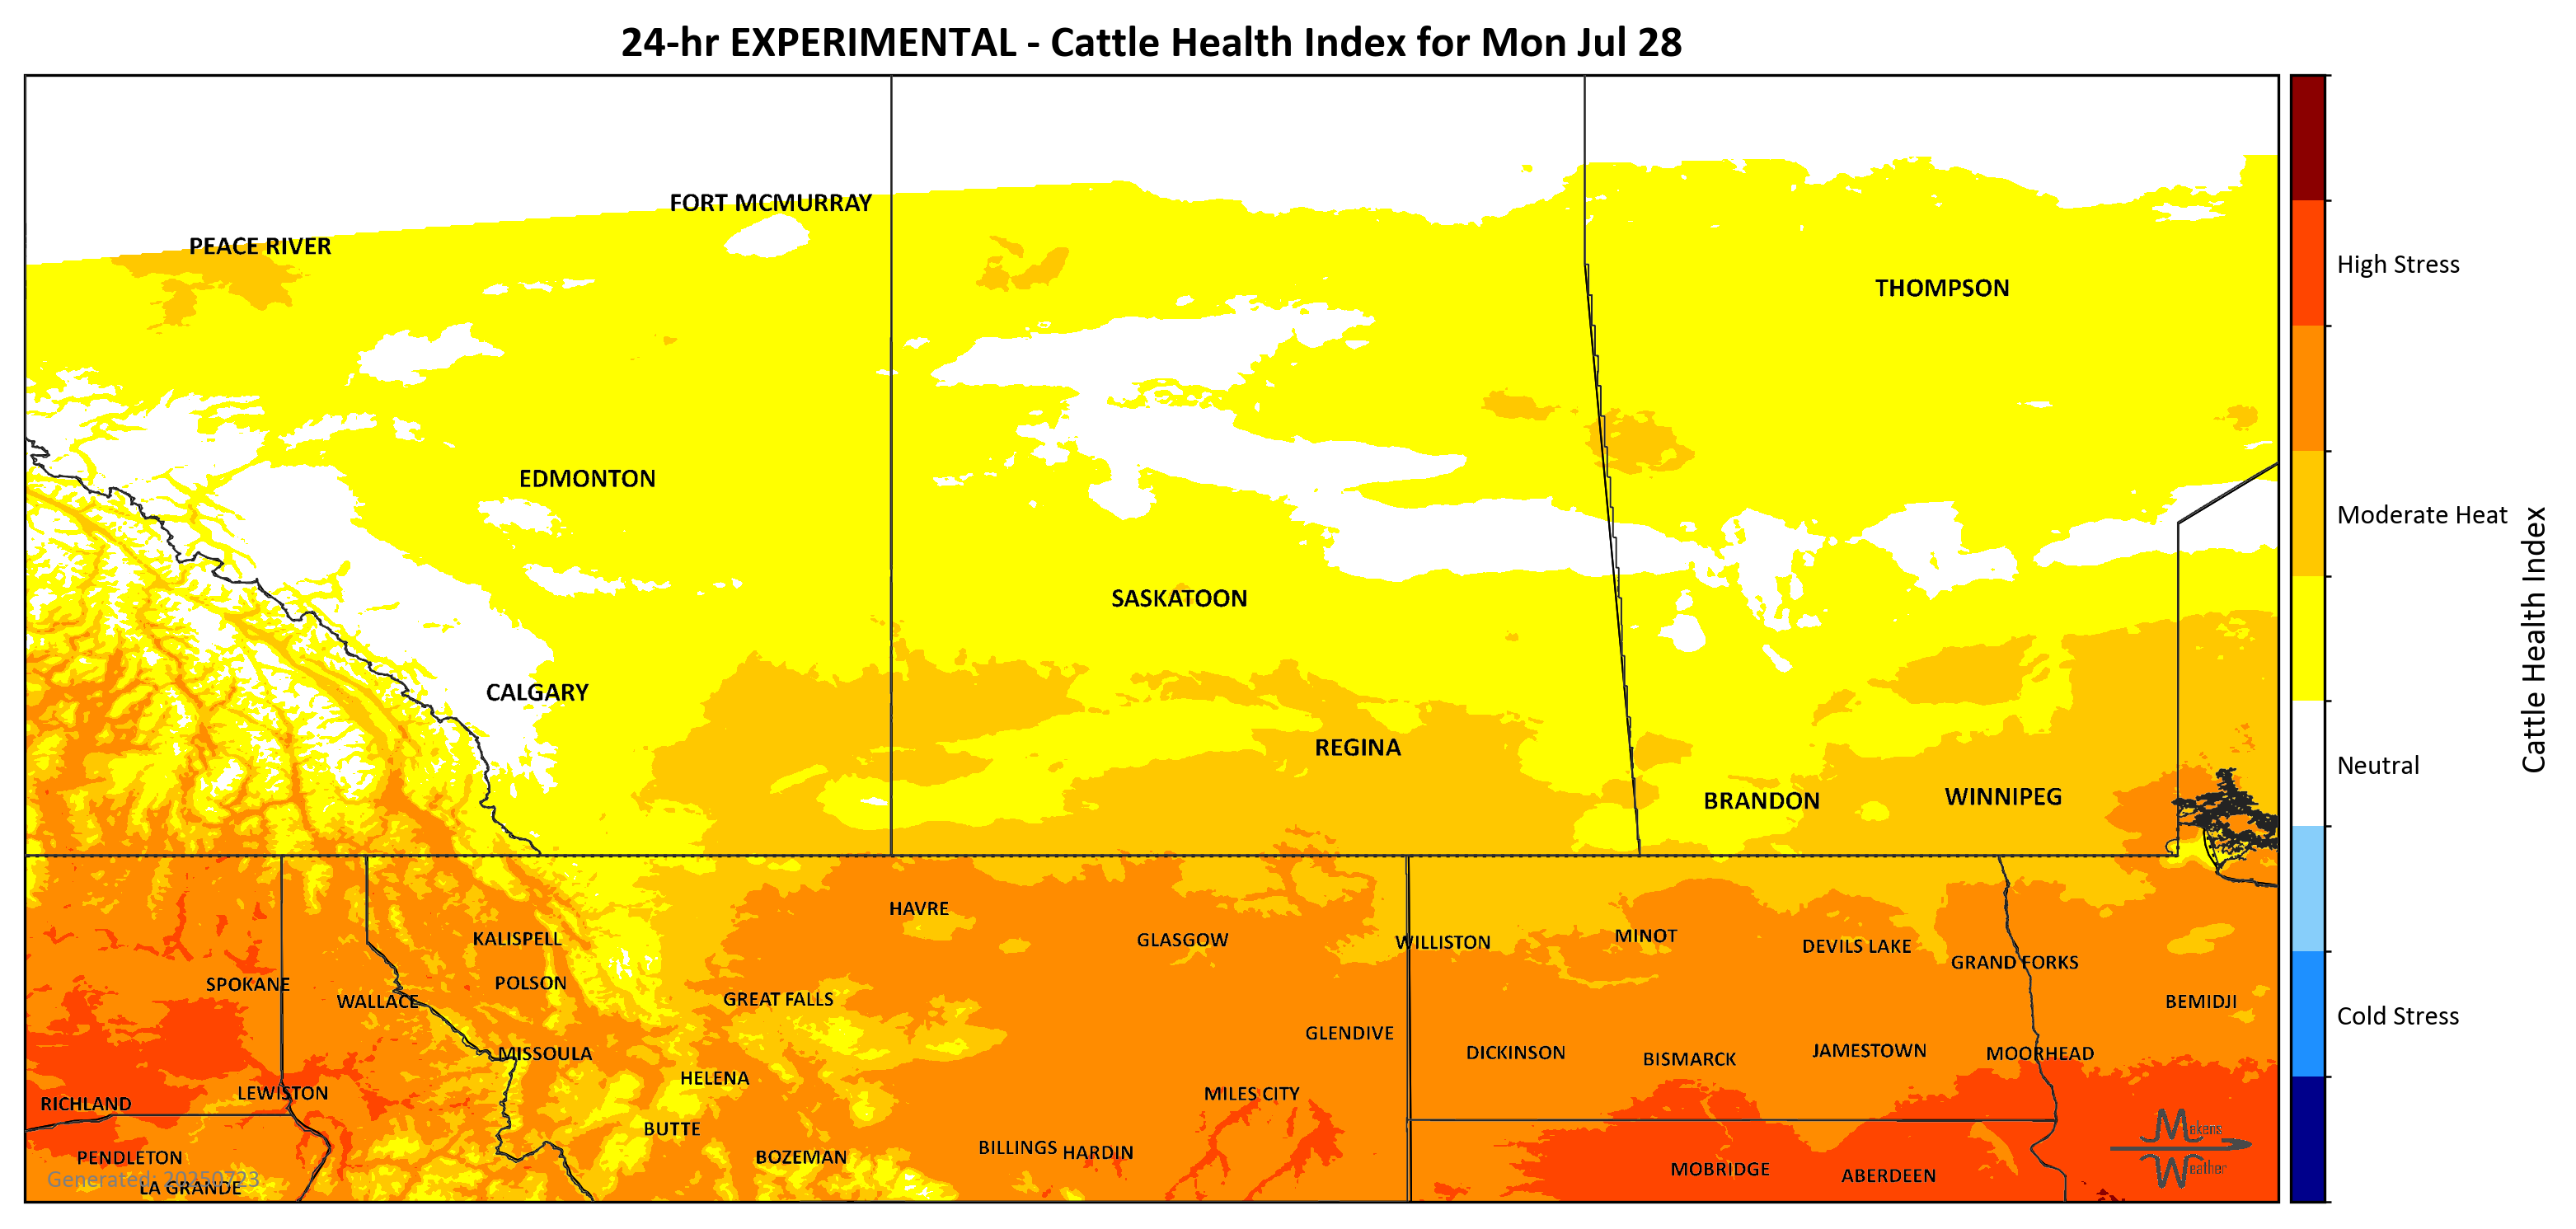 24-hr EXPERIMENTAL - Cattle Health Index for Mon Jul 28
FORT MCMURRAY
PEACE RIVER
THOMPSON
EDMONTON
SASKATOON
CALGARY
REGINA
BRANDON
WINNIPEG
HAVRE
KALISPELL
GLASGOW
WILLISTON
MINOT
DEVILS LAKE
GRAND FORKS
SPOKANE
POLSON
WALLACE
GREAT FALLS
BEMIDJI
GLENDIVE
MISSOULA
DICKINSON
BISMARCK
JAMESTOWN
MOORHEAD
HELENA
LEWISTON
MILES CITY
RICHLAND
BUTTE
BILLINGS
HARDIN
PENDLETON
BOZEMAN
MOBRIDGE
ABERDEEN
Generated: 20250723
LA GRANDE
Makens
Weather
High Stress
Moderate Heat
Neutral
Cold Stress
Cattle Health Index